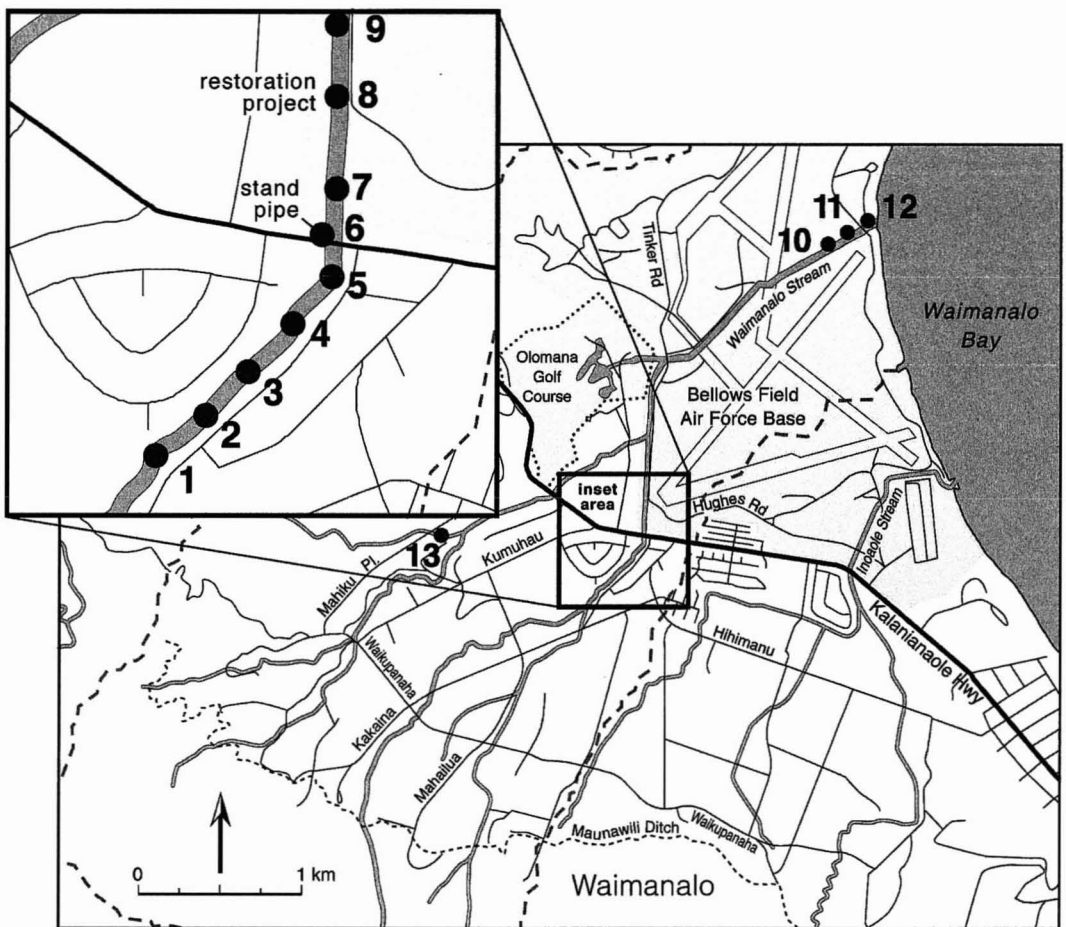 9
restoration
project
8
7
stand
pipe
6
5
4
3
2
1
11
12
10
Tinker Rd
Waimanalo Stream
Waimanalo
Bay
Olomana
Golf
Course
Bellows Field
Air Force Base
inset
area
Hughes Rd
Inoaole Stream
13
Kumuhau
Mahiku Pl.
Kalanianaole Hwy
Hihimanu
Waikupanaha
Kakaina
Mahailua
Maunawili Ditch
Waikupanaha
0
1 km
Waimanalo